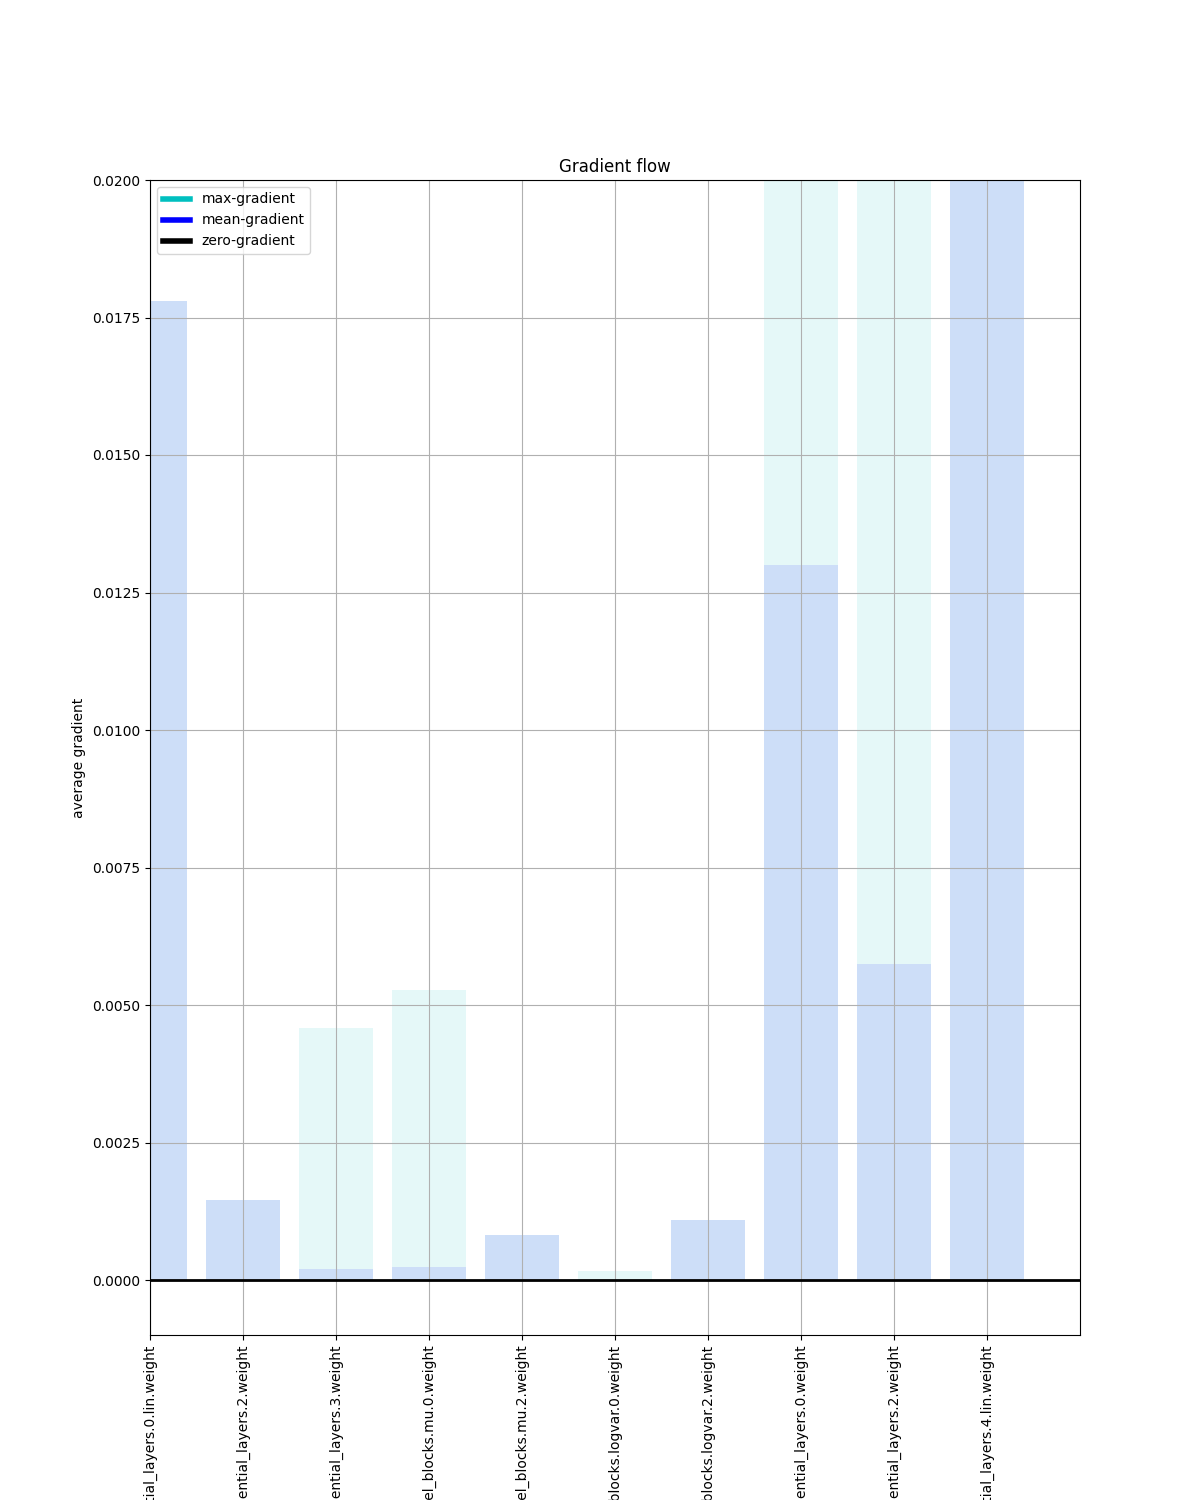 Gradient flow
max-gradient
mean-gradient
zero-gradient
0.0200
0.0175
0.0150
0.0125
0.0100
0.0075
0.0050
0.0025
0.0000
average gradient
tial_layers.0.lin.weight
ential_layers.2.weight
ential_layers.3.weight
el_blocks.mu.0.weight
el_blocks.mu.2.weight
blocks.logvar.0.weight
blocks.logvar.2.weight
ential_layers.0.weight
ential_layers.2.weight
tial_layers.4.lin.weight